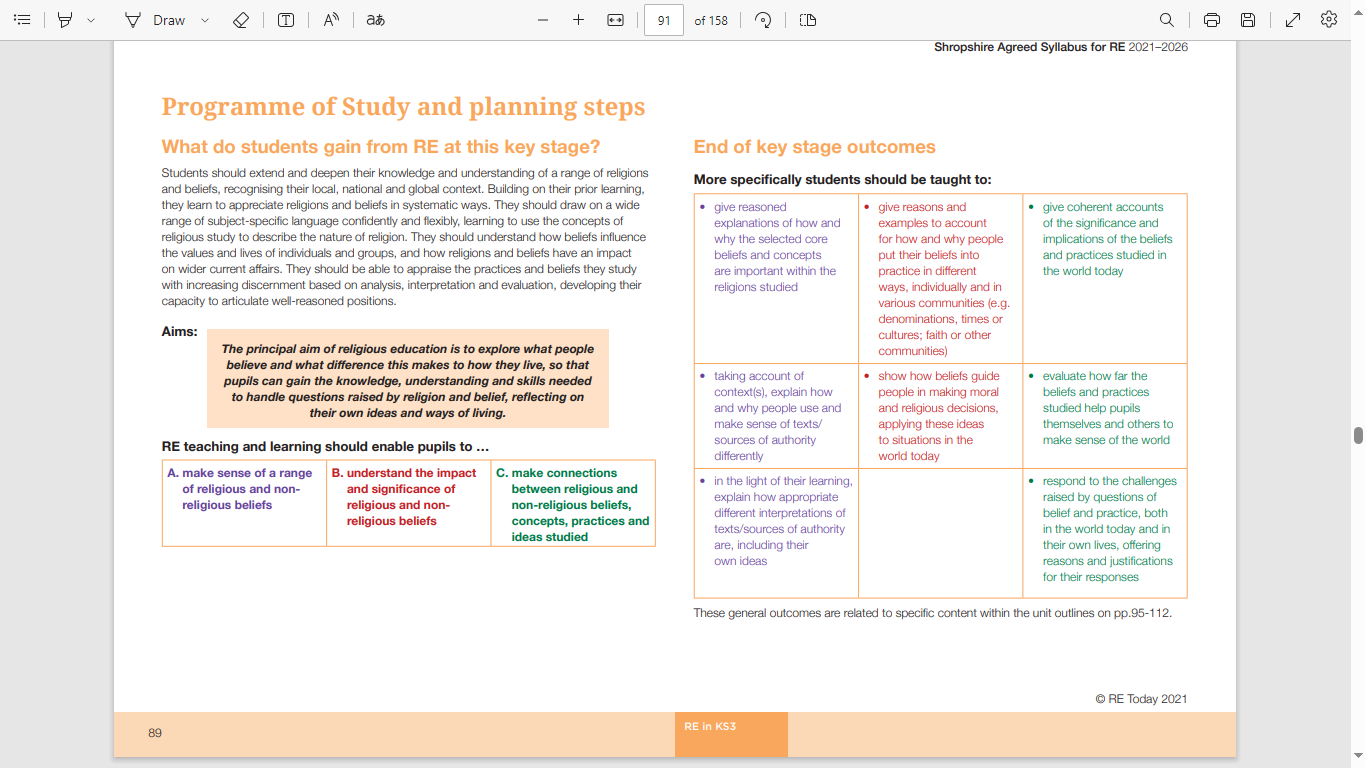 Draw
91
of 158
Shropshire Agreed Syllabus for RE 2021–2026
Programme of Study and planning steps
What do students gain from RE at this key stage?
Students should extend and deepen their knowledge and understanding of a range of religions
and beliefs, recognising their local, national and global context. Building on their prior learning,
they learn to appreciate religions and beliefs in systematic ways. They should draw on a wide
range of subject-specific language confidently and flexibly, learning to use the concepts of
religious study to describe the nature of religion. They should understand how beliefs influence
the values and lives of individuals and groups, and how religions and beliefs have an impact
on wider current affairs. They should be able to appraise the practices and beliefs they study
with increasing discernment based on analysis, interpretation and evaluation, developing their
capacity to articulate well-reasoned positions.
Aims:
The principal aim of religious education is to explore what people
believe and what difference this makes to how they live, so that
pupils can gain the knowledge, understanding and skills needed
to handle questions raised by religion and belief, reflecting on
their own ideas and ways of living.
RE teaching and learning should enable pupils to …
A. make sense of a range
of religious and non-
religious beliefs
B. understand the impact
and significance of
religious and non-
religious beliefs
C. make connections
between religious and
non-religious beliefs,
concepts, practices and
ideas studied
End of key stage outcomes
More specifically students should be taught to:
• give reasoned
explanations of how and
why the selected core
beliefs and concepts
are important within the
religions studied
• give reasons and
examples to account
for how and why people
put their beliefs into
practice in different
ways, individually and in
various communities (e.g.
denominations, times or
cultures; faith or other
communities)
• give coherent accounts
of the significance and
implications of the beliefs
and practices studied in
the world today
• taking account of
context(s), explain how
and why people use and
make sense of texts/
sources of authority
differently
• show how beliefs guide
people in making moral
and religious decisions,
applying these ideas
to situations in the
world today
• evaluate how far the
beliefs and practices
studied help pupils
themselves and others to
make sense of the world
• in the light of their learning,
explain how appropriate
different interpretations of
texts/sources of authority
are, including their
own ideas
• respond to the challenges
raised by questions of
belief and practice, both
in the world today and in
their own lives, offering
reasons and justifications
for their responses
These general outcomes are related to specific content within the unit outlines on pp.95-112.
© RE Today 2021
89
RE in KS3